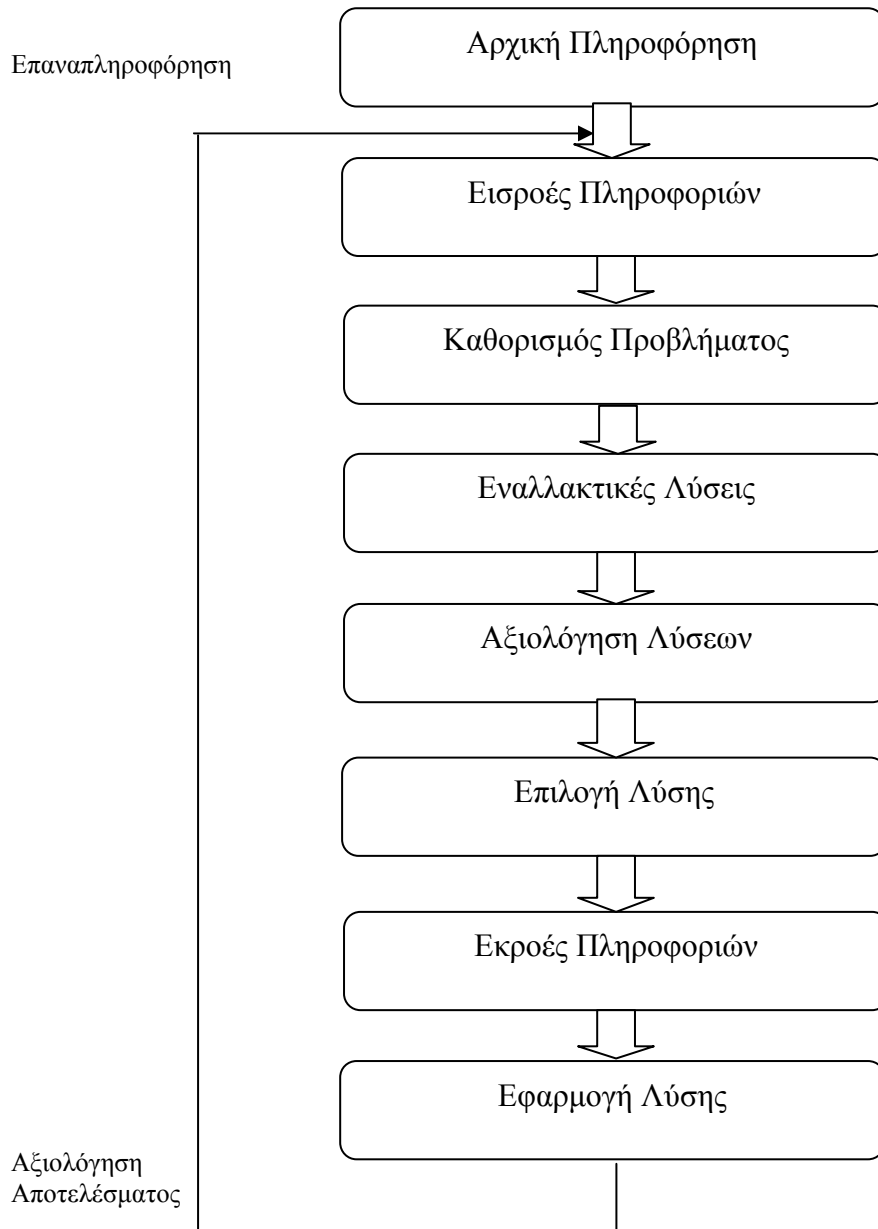 Αρχική Πληροφόρηση
Επαναπληροφόρηση
Εισροές Πληροφοριών
Καθορισμός Προβλήματος
Εναλλακτικές Λύσεις
Αξιολόγηση Λύσεων
Επιλογή Λύσης
Εκροές Πληροφοριών
Εφαρμογή Λύσης
Αξιολόγηση
Αποτελέσματος